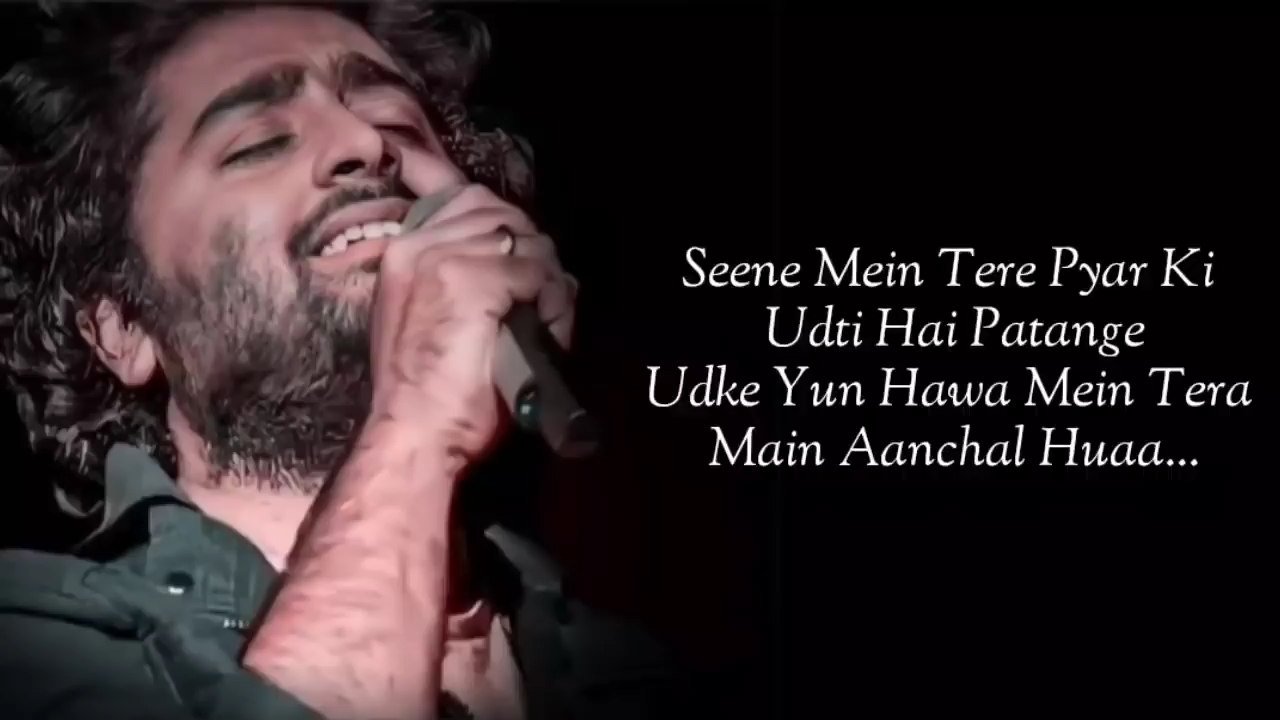 Seene Mein Tere Pyar Ki
Udti Hai Patange
Udke Yun Hawa Mein Tera
Main Aanchal Huaa...